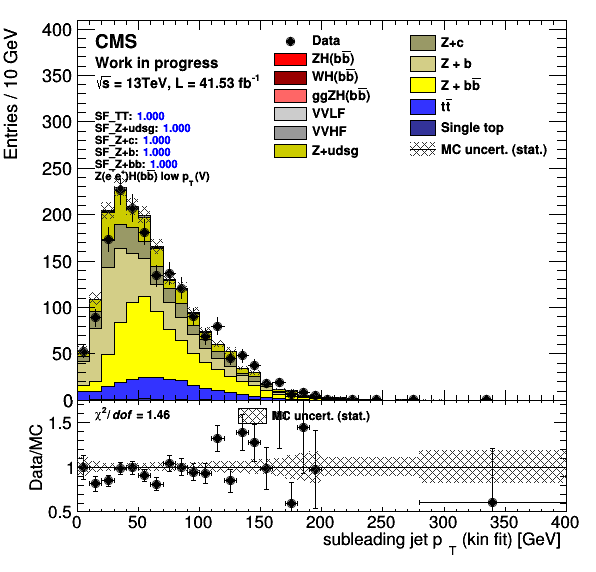 CMS
Work in progress
√s = 13TeV, L = 41.53 fb⁻¹
SF_TT: 1.000
SF_Z+udsg: 1.000
SF_Z+c: 1.000
SF_Z+b: 1.000
SF_Z+bb: 1.000
Z(e⁻e⁺)H(bb̅) low p_T(V)
Data
ZH(bb̅)
WH(bb̅)
ggZH(bb̅)
VVLF
VVHF
Z+udsg
Z+c
Z + b
Z + bb̅
tt̅
Single top
MC uncert. (stat.)
Entries / 10 GeV
400
350
300
250
200
150
100
50
0
χ²/dof = 1.46
MC uncert. (stat.)
Data/MC
1.5
1
0.5
0 50 100 150 200 250 300 350 400
subleading jet p_T (kin fit) [GeV]